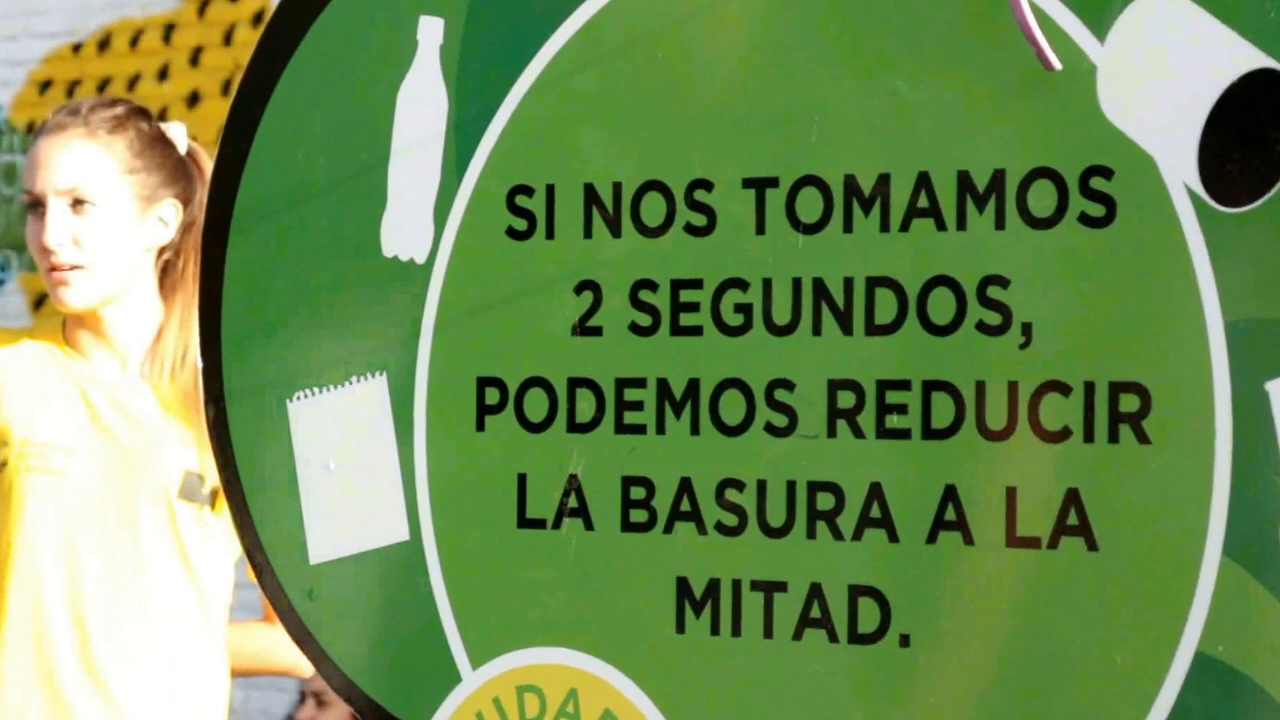 SI NOS TOMAMOS
2 SEGUNDOS,
PODEMOS REDUCIR
LA BASURA A LA
MITAD.